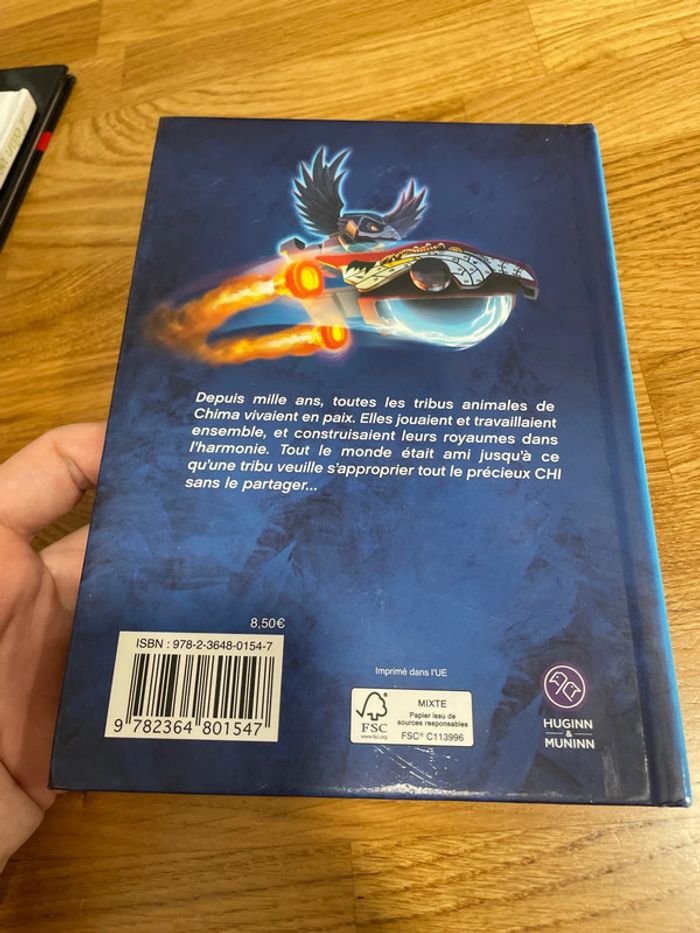 Depuis mille ans, toutes les tribus animales de
Chima vivaient en paix. Elles jouaient et travaillaient
ensemble, et construisaient leurs royaumes dans
l'harmonie. Tout le monde était ami jusqu'à ce
qu'une tribu veuille s'approprier tout le précieux CHI
sans le partager...
8,50€
ISBN : 978-2-3648-0154-7
9 782364 801547
Imprimé dans l'UE
FSC
www.fsc.org
MIXTE
Papier issu de
sources responsables
FSC® C113996
HUGINN
&
MUNINN